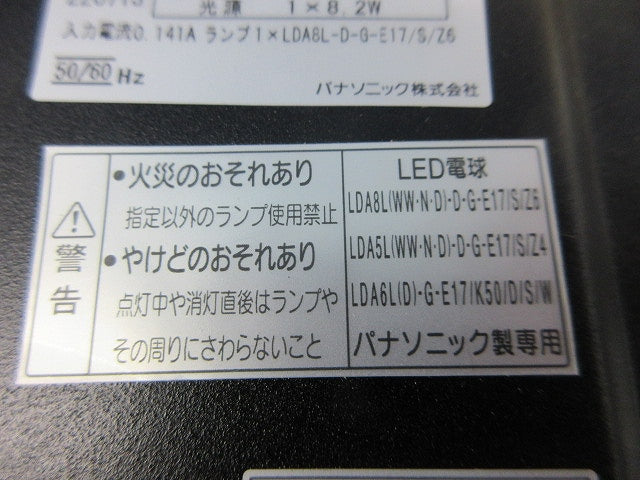 光源 1×8.2W
入力電流0.141A ランプ1×LDA8L-D-G-E17/S/Z6
50/60 Hz
パナソニック株式会社
警告
•火災のおそれあり
指定以外のランプ使用禁止
•やけどのおそれあり
点灯中や消灯直後はランプや
その周りにさわらないこと
LED電球
LDA8L(WW・N・D)-D-G-E17/S/Z6
LDA5L(WW・N・D)-D-G-E17/S/Z4
LDA6L(D)・G-E17/K50/D/S/W
パナソニック製専用